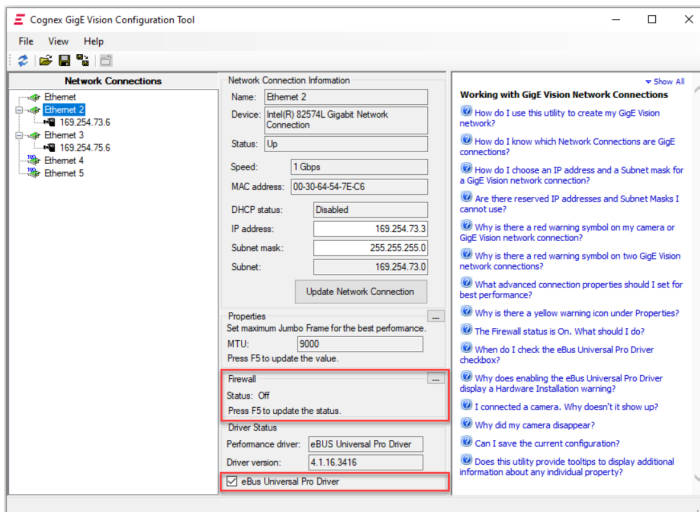 Cognex GigE Vision Configuration Tool
File View Help
Network Connections
Ethernet
Ethernet 2
169.254.73.6
Ethernet 3
169.254.75.6
Ethernet 4
Ethernet 5
Network Connection Information
Name: Ethernet 2
Device: Intel(R) 82574L Gigabit Network
Connection
Status: Up
Speed: 1 Gbps
MAC address: 00-30-64-54-7E-C6
DHCP status: Disabled
IP address: 169.254.73.3
Subnet mask: 255.255.255.0
Subnet: 169.254.73.0
Update Network Connection
Properties ...
Set maximum Jumbo Frame for the best performance.
MTU: 9000
Press F5 to update the value.
Firewall ...
Status: Off
Press F5 to update the status.
Driver Status
Performance driver: eBUS Universal Pro Driver
Driver version: 4.1.16.3416
eBus Universal Pro Driver
Show All
Working with GigE Vision Network Connections
How do I use this utility to create my GigE Vision
network?
How do I know which Network Connections are GigE
connections?
How do I choose an IP address and a Subnet mask for
a GigE Vision network connection?
Are there reserved IP addresses and Subnet Masks I
cannot use?
Why is there a red warning symbol on my camera or
GigE Vision network connection?
Why is there a red warning symbol on two GigE Vision
network connections?
What advanced connection properties should I set for
best performance?
Why is there a yellow warning icon under Properties?
The Firewall status is On. What should I do?
When do I check the eBus Universal Pro Driver
checkbox?
Why does enabling the eBus Universal Pro Driver
display a Hardware Installation warning?
I connected a camera. Why doesn't it show up?
Why did my camera disappear?
Can I save the current configuration?
Does this utility provide tooltips to display additional
information about any individual property?